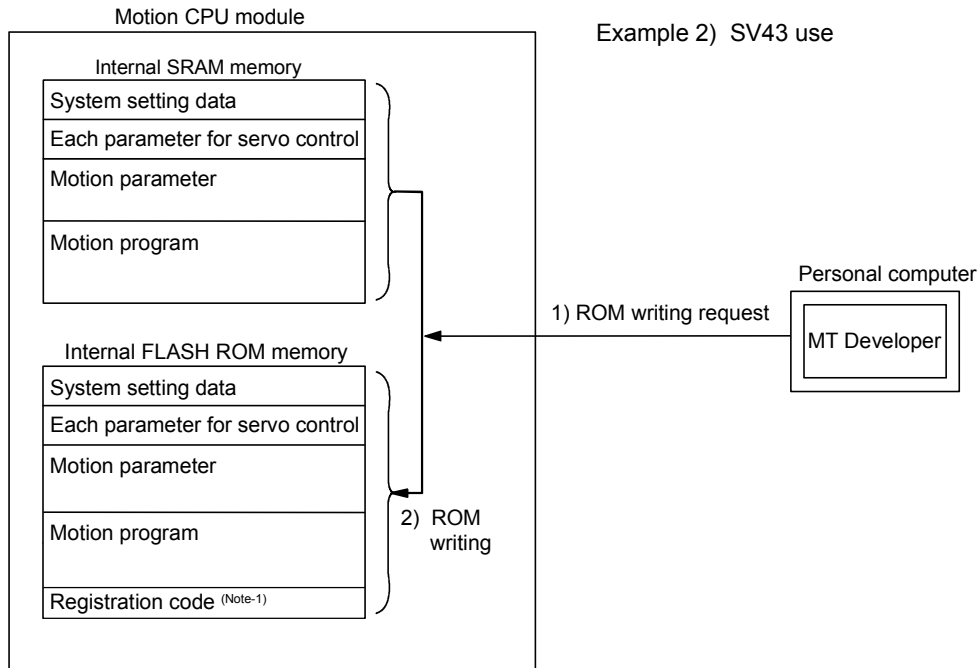 Motion CPU module
Example 2) SV43 use
Internal SRAM memory
System setting data
Each parameter for servo control
Motion parameter
Motion program
Personal computer
1) ROM writing request
MT Developer
Internal FLASH ROM memory
System setting data
Each parameter for servo control
Motion parameter
2) ROM
writing
Motion program
Registration code (Note-1)